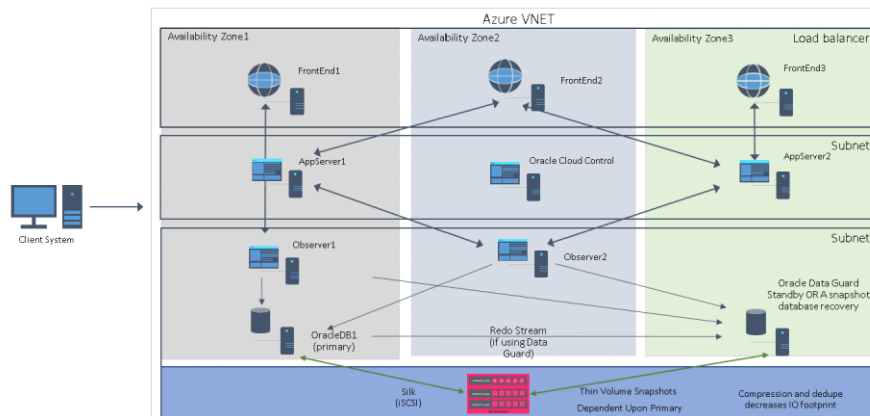 Azure VNET
Availability Zone1
Availability Zone2
Availability Zone3
Load balancer
FrontEnd1
FrontEnd2
FrontEnd3
Subnet
AppServer1
Oracle Cloud Control
AppServer2
Client System
Subnet
Observer1
Observer2
Oracle Data Guard
Standby OR A snapshot
database recovery
OracleDB1
(primary)
Redo Stream
(if using Data
Guard)
Silk
(iSCSI)
Thin Volume Snapshots
Dependent Upon Primary
Compression and dedupe
decreases IO footprint